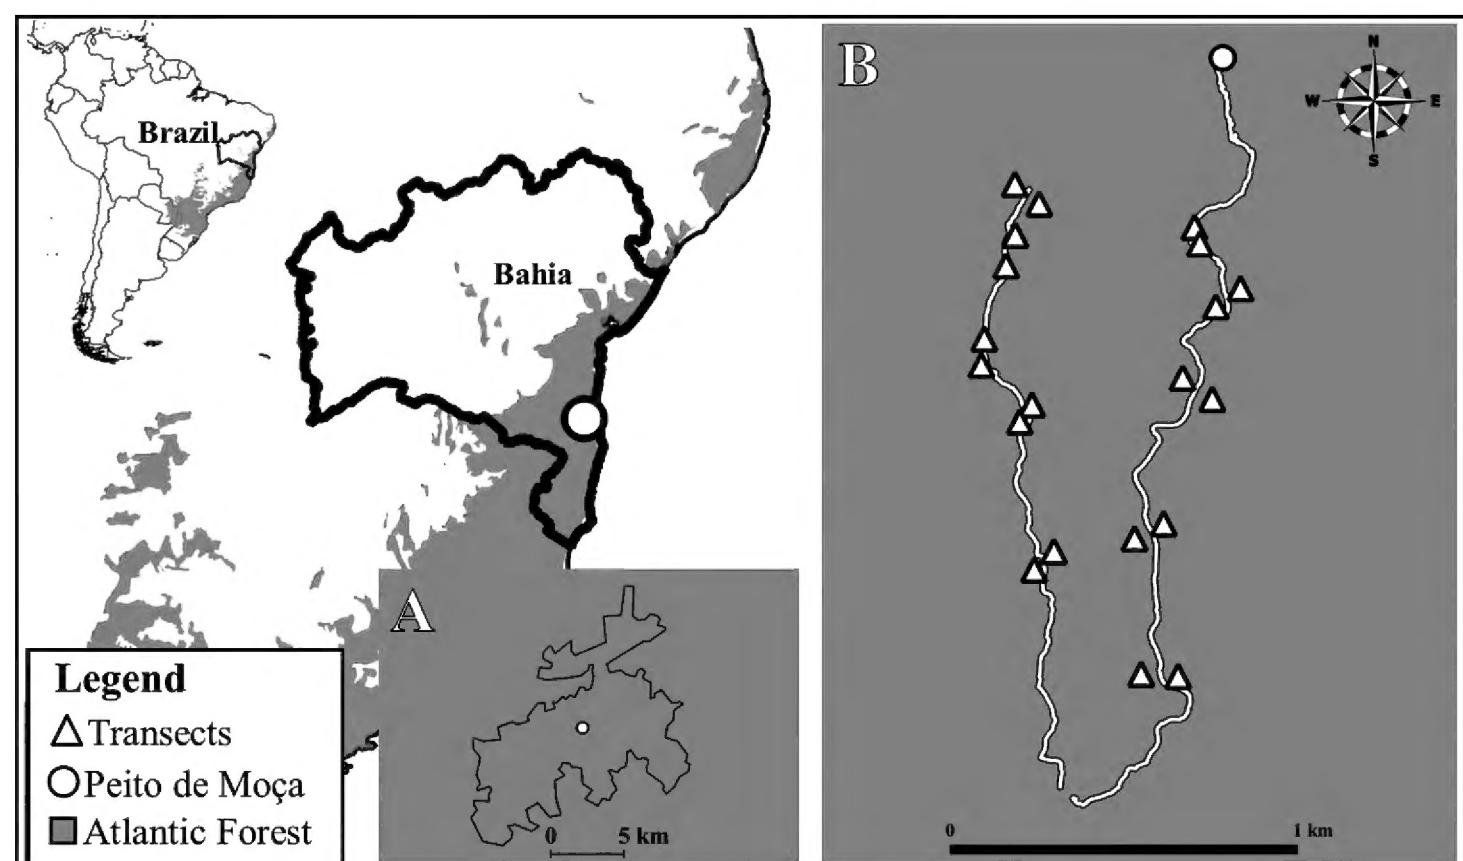 Brazil
Bahia
A
0 5 km
Legend
Transects
Peito de Moça
Atlantic Forest
B
N
W E
S
0 1 km